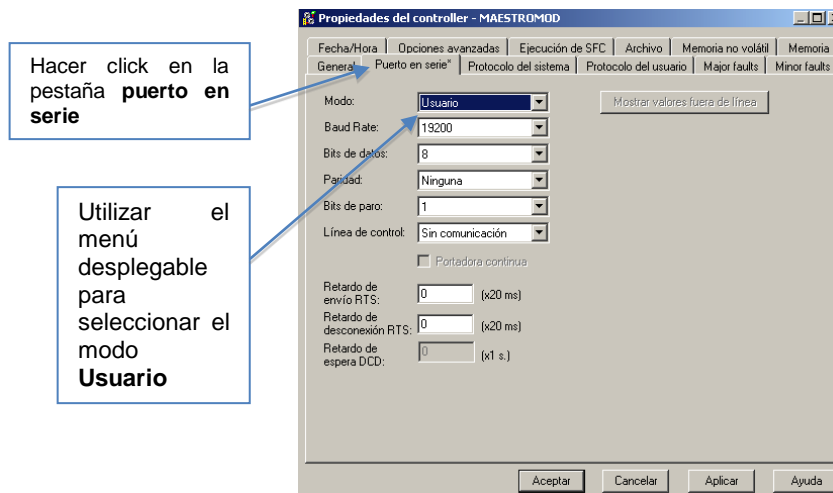 Propiedades del controller - MAESTROMOD
Fecha/Hora Opciones avanzadas Ejecución de SFC Archivo Memoria no volátil Memoria
General Puerto en serie* Protocolo del sistema Protocolo del usuario Major faults Minor faults
Hacer click en la
pestaña puerto en
serie
Modo: Usuario
Mostrar valores fuera de línea
Baud Rate: 19200
Bits de datos: 8
Paridad: Ninguna
Bits de paro: 1
Línea de control: Sin comunicación
Portadora continua
Retardo de
envío RTS: 0 (x20 ms)
Retardo de
desconexión RTS: 0 (x20 ms)
Retardo de
espera DCD: 0 (x1 s.)
Utilizar el
menú
desplegable
para
seleccionar el
modo
Usuario
Aceptar Cancelar Aplicar Ayuda